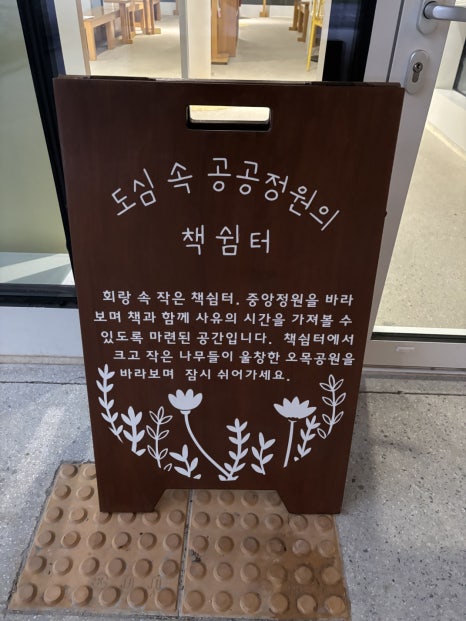 도심 속 공공정원의
책 쉼터
회랑 속 작은 책쉼터. 중앙정원을 바라
보며 책과 함께 사유의 시간을 가져볼 수
있도록 마련된 공간입니다. 책쉼터에서
크고 작은 나무들이 울창한 오목공원을
바라보며 잠시 쉬어가세요.